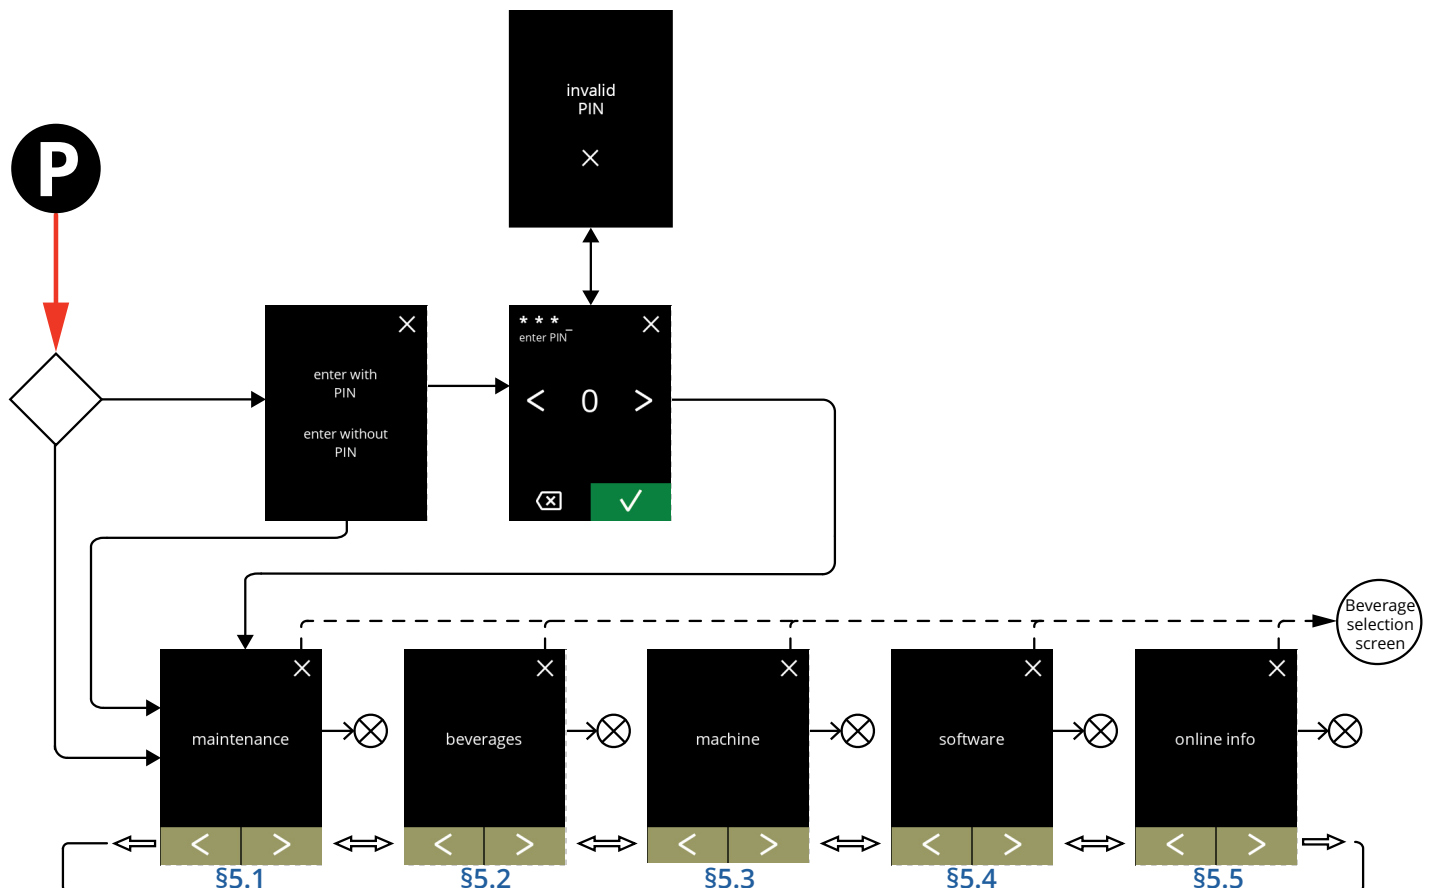 invalid
PIN
P
* * * _
enter PIN
enter with
PIN
enter without
PIN
< 0 >
Beverage
selection
screen
maintenance
beverages
machine
software
online info
< >
< >
< >
< >
< >
§5.1
§5.2
§5.3
§5.4
§5.5